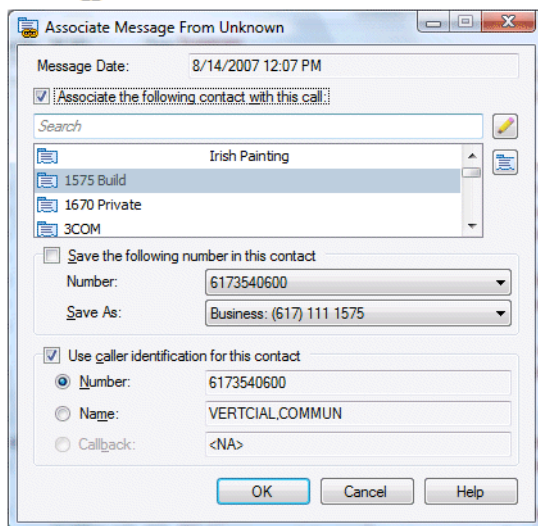 Associate Message From Unknown
Message Date: 8/14/2007 12:07 PM
Associate the following contact with this call:
Search
Irish Painting
1575 Build
1670 Private
3COM
Save the following number in this contact
Number: 6173540600
Save As: Business: (617) 111 1575
Use caller identification for this contact
Number: 6173540600
Name: VERTCIAL,COMMUN
Callback: <NA>
OK Cancel Help